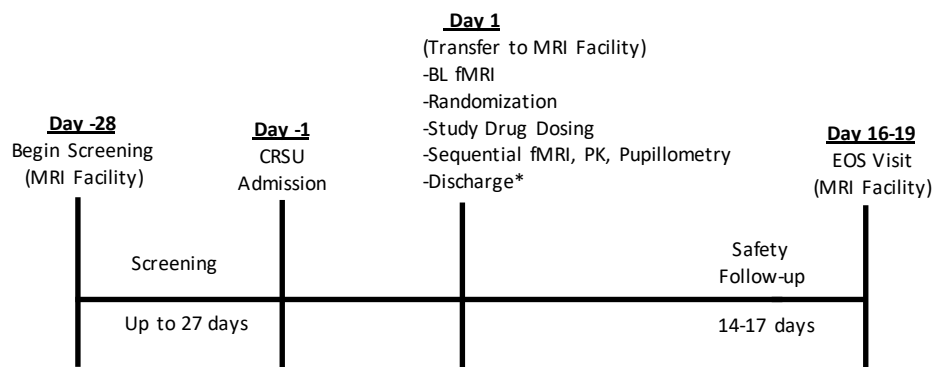 Day -28
Begin Screening
(MRI Facility)
Day -1
CRSU
Admission
Day 1
(Transfer to MRI Facility)
-BL fMRI
-Randomization
-Study Drug Dosing
-Sequential fMRI, PK, Pupillometry
-Discharge*
Day 16-19
EOS Visit
(MRI Facility)
Screening
Up to 27 days
Safety
Follow-up
14-17 days